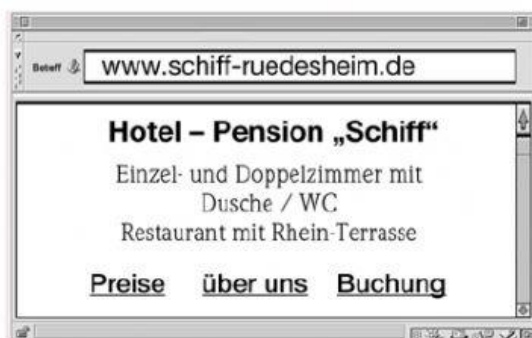 Beteff www.schiff-ruedesheim.de
Hotel – Pension „Schiff“
Einzel- und Doppelzimmer mit
Dusche / WC
Restaurant mit Rhein-Terrasse
Preise über uns Buchung